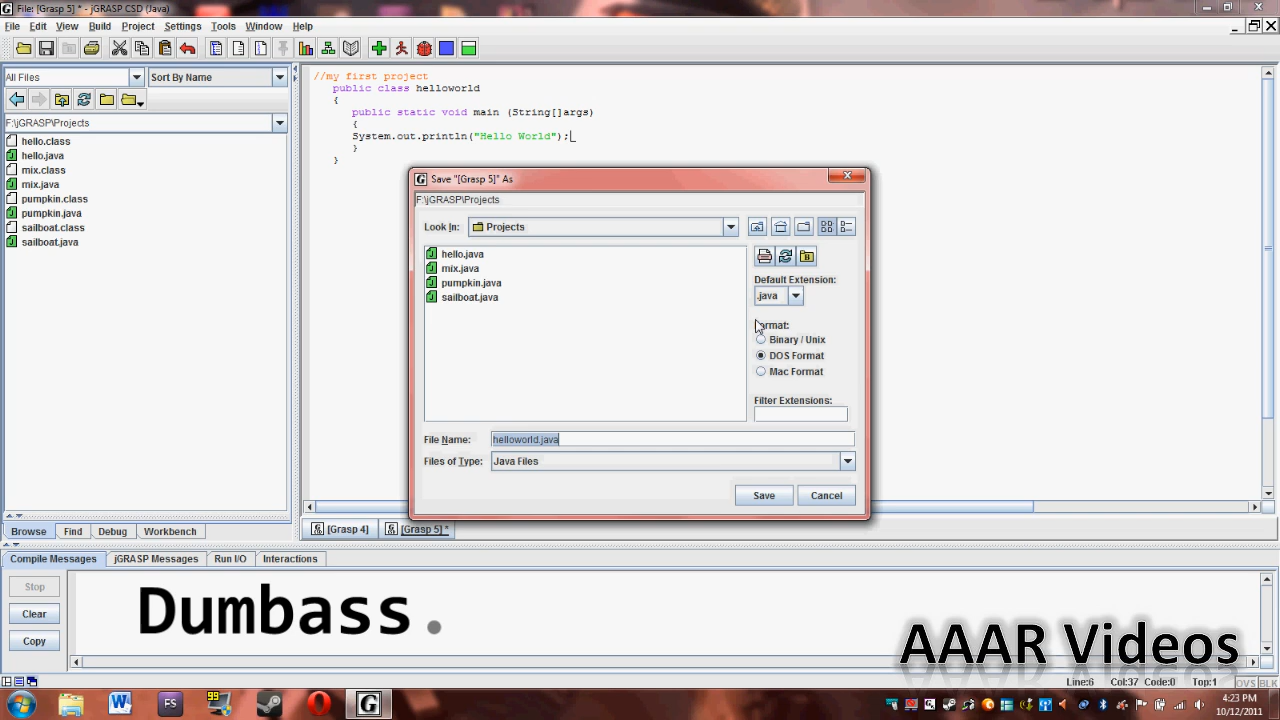 File: [Grasp 5] * - jGRASP CSD (Java)
File Edit View Build Project Settings Tools Window Help
All Files
Sort By Name
F:\jGRASP\Projects
hello.class
hello.java
mix.class
mix.java
pumpkin.class
pumpkin.java
sailboat.class
sailboat.java
//my first project
public class helloworld
{
public static void main (String[]args)
{
System.out.println("Hello World");
}
}
Save "[Grasp 5]" As
F:\jGRASP\Projects
Look In: Projects
hello.java
mix.java
pumpkin.java
sailboat.java
Default Extension:
.java
Format:
Binary / Unix
DOS Format
Mac Format
Filter Extensions:
File Name: helloworld.java
Files of Type: Java Files
Save Cancel
Browse Find Debug Workbench
[Grasp 4] [Grasp 5] *
Compile Messages jGRASP Messages Run I/O Interactions
Stop
Clear
Copy
Dumbass.
AAAR Videos
Line:6 Col:37 Code:0 Top:1 OVS BLK
W FS 99 G
4:23 PM
10/12/2011